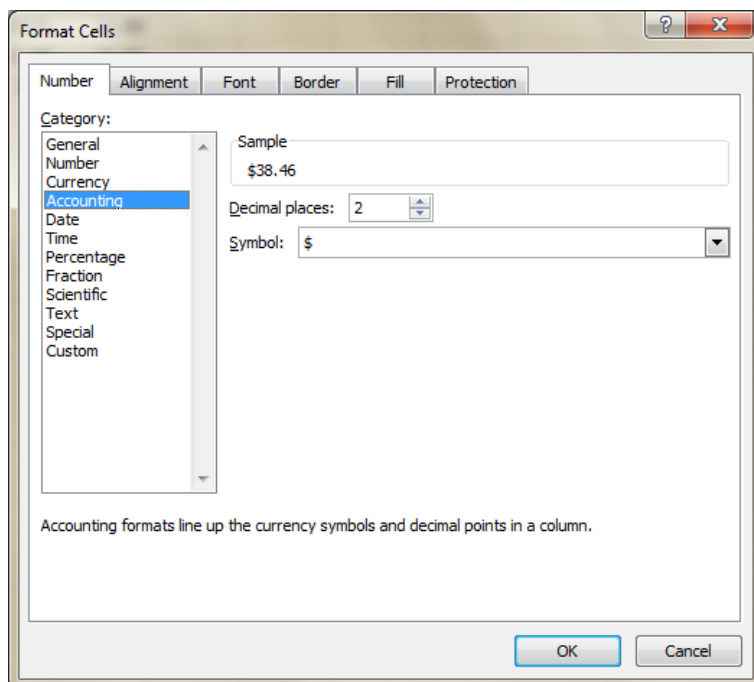 Format Cells
Number Alignment Font Border Fill Protection
Category:
General
Number
Currency
Accounting
Date
Time
Percentage
Fraction
Scientific
Text
Special
Custom
Sample
$38.46
Decimal places: 2
Symbol: $
Accounting formats line up the currency symbols and decimal points in a column.
OK Cancel